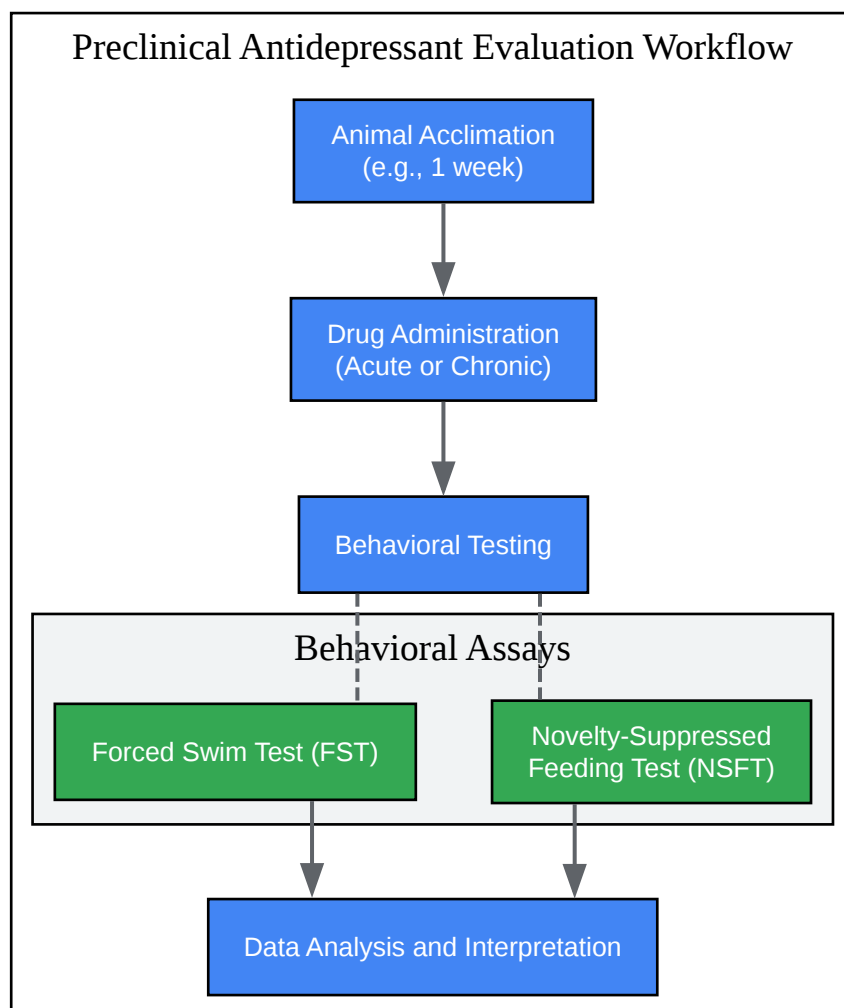 Preclinical Antidepressant Evaluation Workflow
Animal Acclimation
(e.g., 1 week)
Drug Administration
(Acute or Chronic)
Behavioral Testing
Behavioral Assays
Forced Swim Test (FST)
Novelty-Suppressed
Feeding Test (NSFT)
Data Analysis and Interpretation